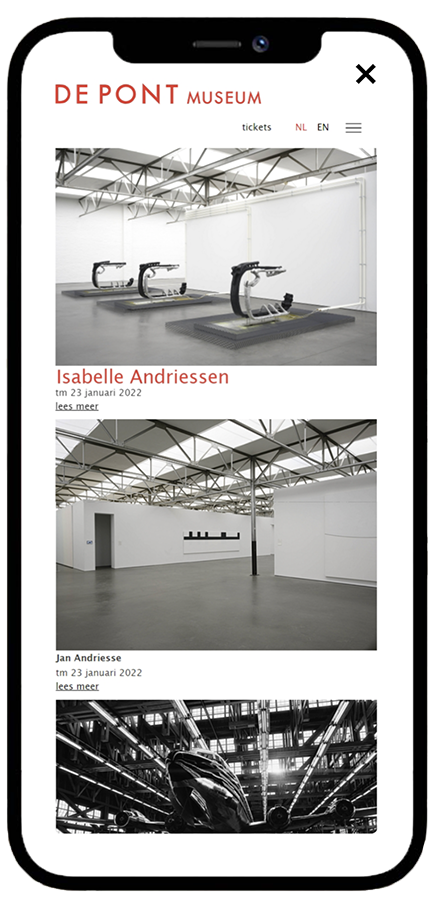 DE PONT MUSEUM
tickets NL EN
Isabelle Andriessen
tm 23 januari 2022
lees meer
Jan Andriesse
tm 23 januari 2022
lees meer